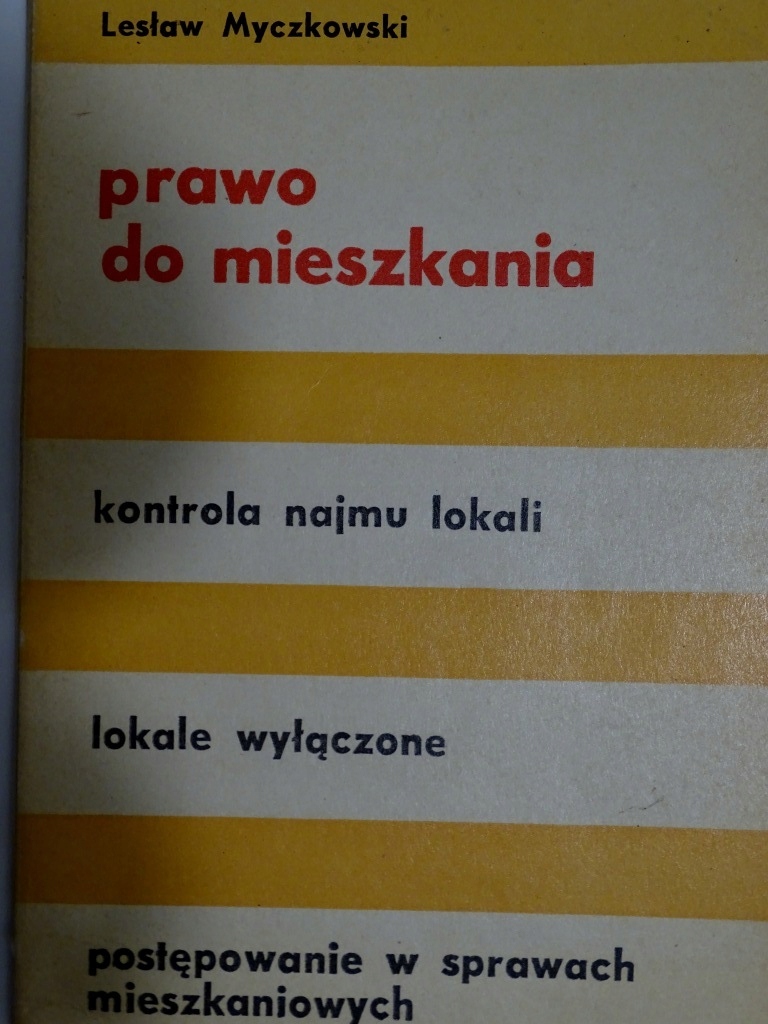 Lesław Myczkowski
prawo
do mieszkania
kontrola najmu lokali
lokale wyłączone
postępowanie w sprawach
mieszkaniowych